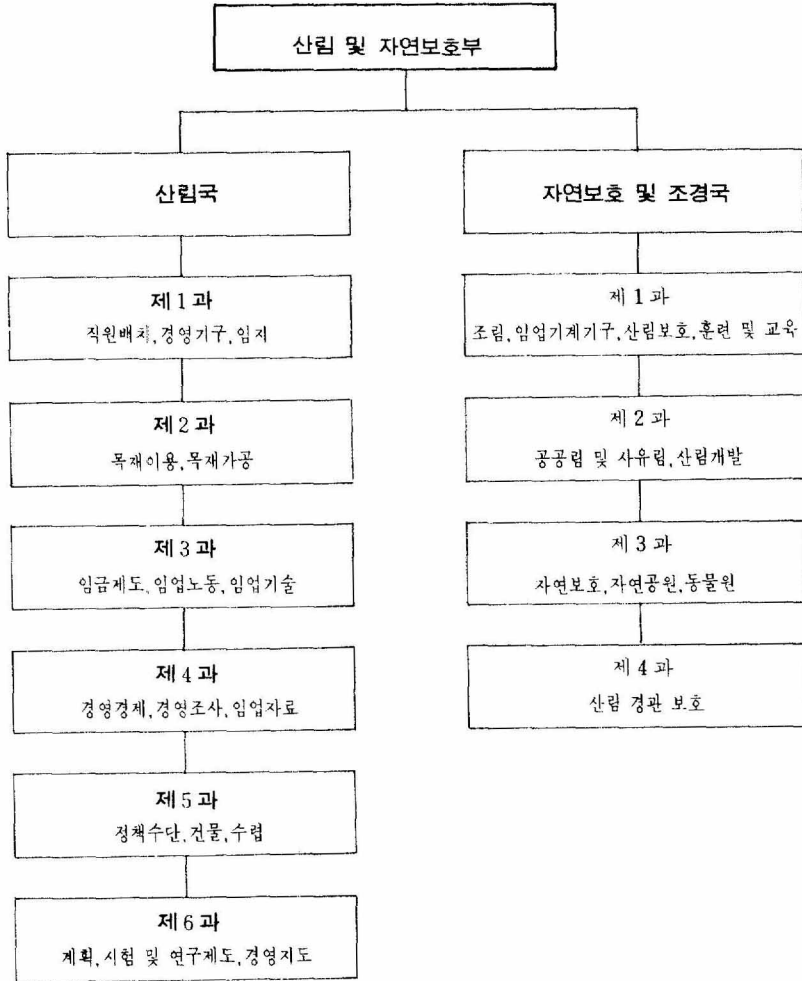 산림 및 자연보호부
산림국
제1과
직원배치,경영기구,임지
제2과
목재이용,목재가공
제3과
임금제도,임업노동,임업기술
제4과
경영경제,경영조사,임업자료
제5과
정책수단,건물,수렵
제6과
계획,시험 및 연구제도,경영지도
자연보호 및 조경국
제1과
조림,임업기계기구,산림보호,훈련 및 교육
제2과
공공림 및 사유림,산림개발
제3과
자연보호,자연공원,동물원
제4과
산림 경관 보호